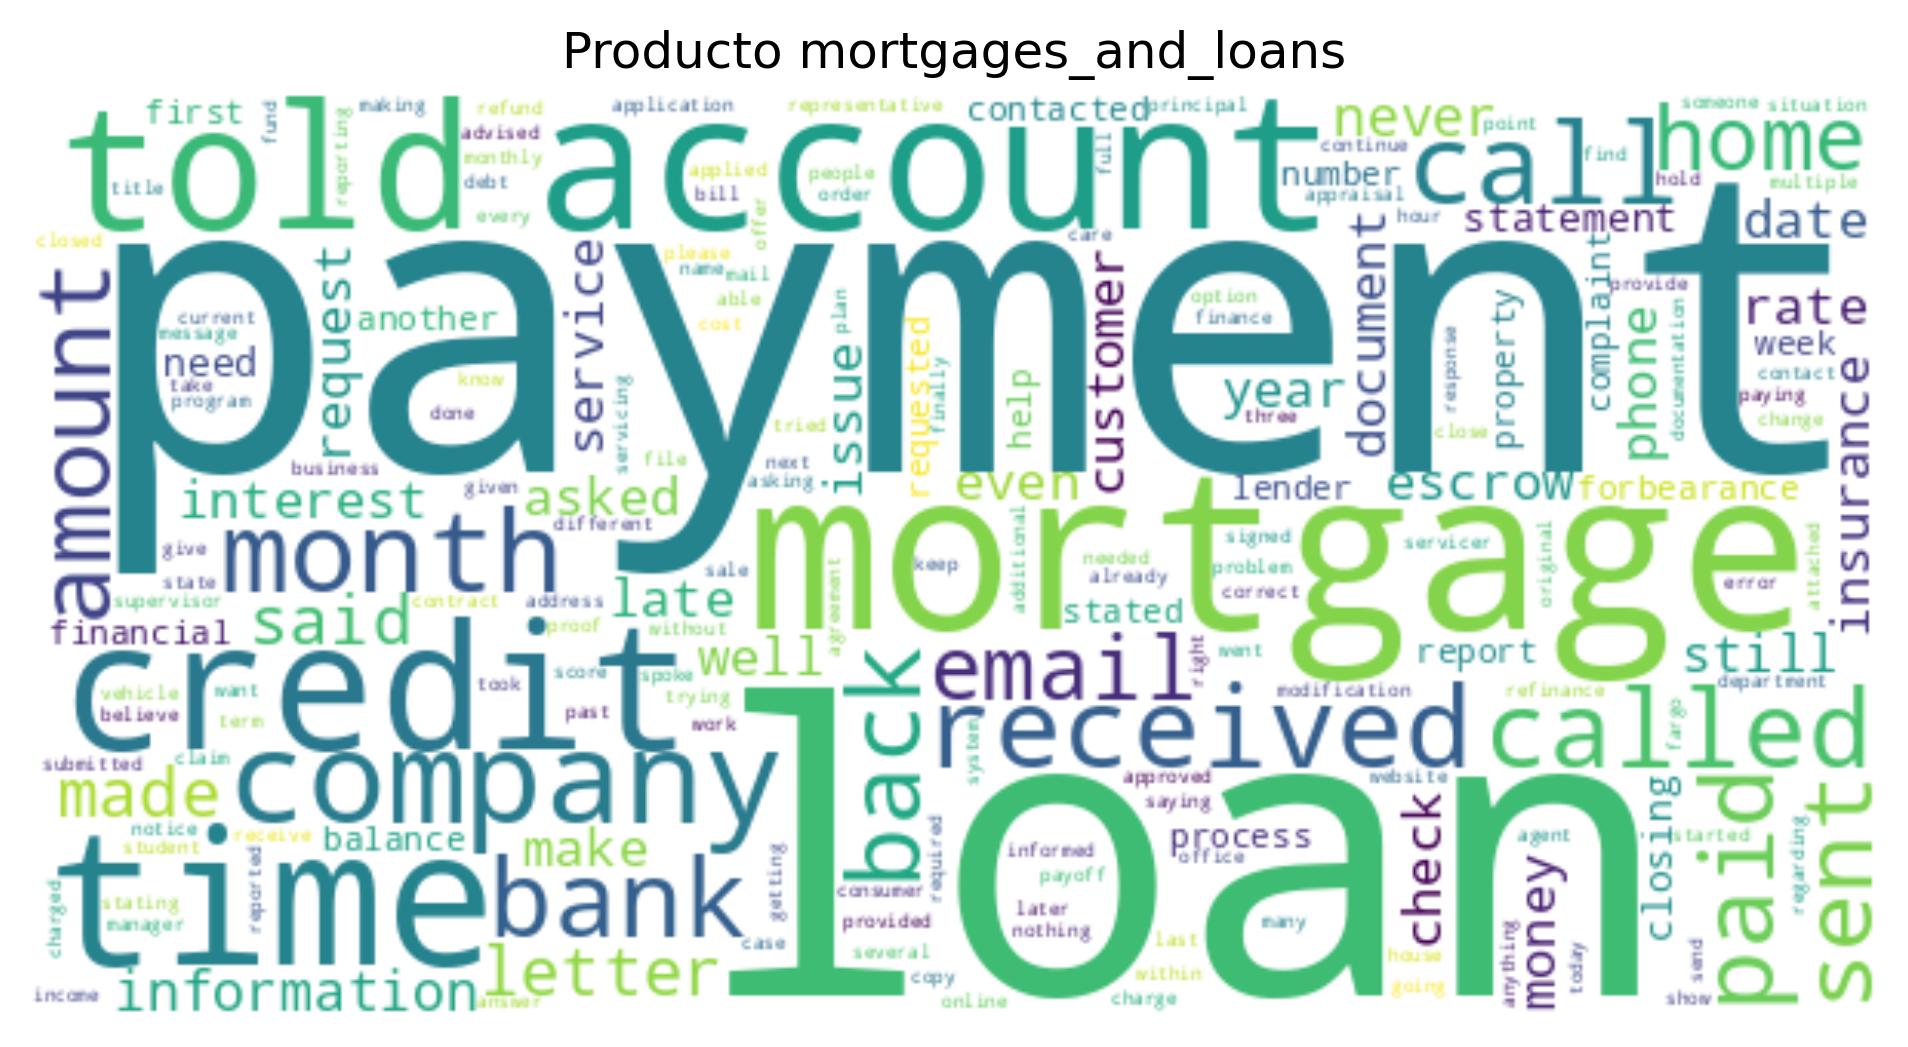 Producto mortgages_and_loans
first fund reporting making refund application representative contacted principal never point someone situation
told advised account monthly applied people full continue call find home
title debt bill order number appraisal hold multiple
every offer care hour statement date
closed please complaint provide
amount payment request service name mail customer document rate
current message another able plan option finance property phone documentation week
need cost issue requested response contact
take program know done servicing finally help year three paying insurance
tried close change
business file next
interest given asked asking even lender escrow forbearance
month different mortgage additional signed servicer original attached
give state sale keep needed already problem correct error
supervisor contract address late agreement stated
financial said proof without
credit well email right went report still
vehicle want took score spoke back modification refinance department
believe term past trying work received system called fargo
submitted claim company loan approved website
made saying check closing paid sent
notice receive balance make required informed process agent started
student office
time reported bank getting consumer payoff money regarding
charged stating manager provided later nothing many
letter case several last house anything today send
income information answer copy within going show
online charge